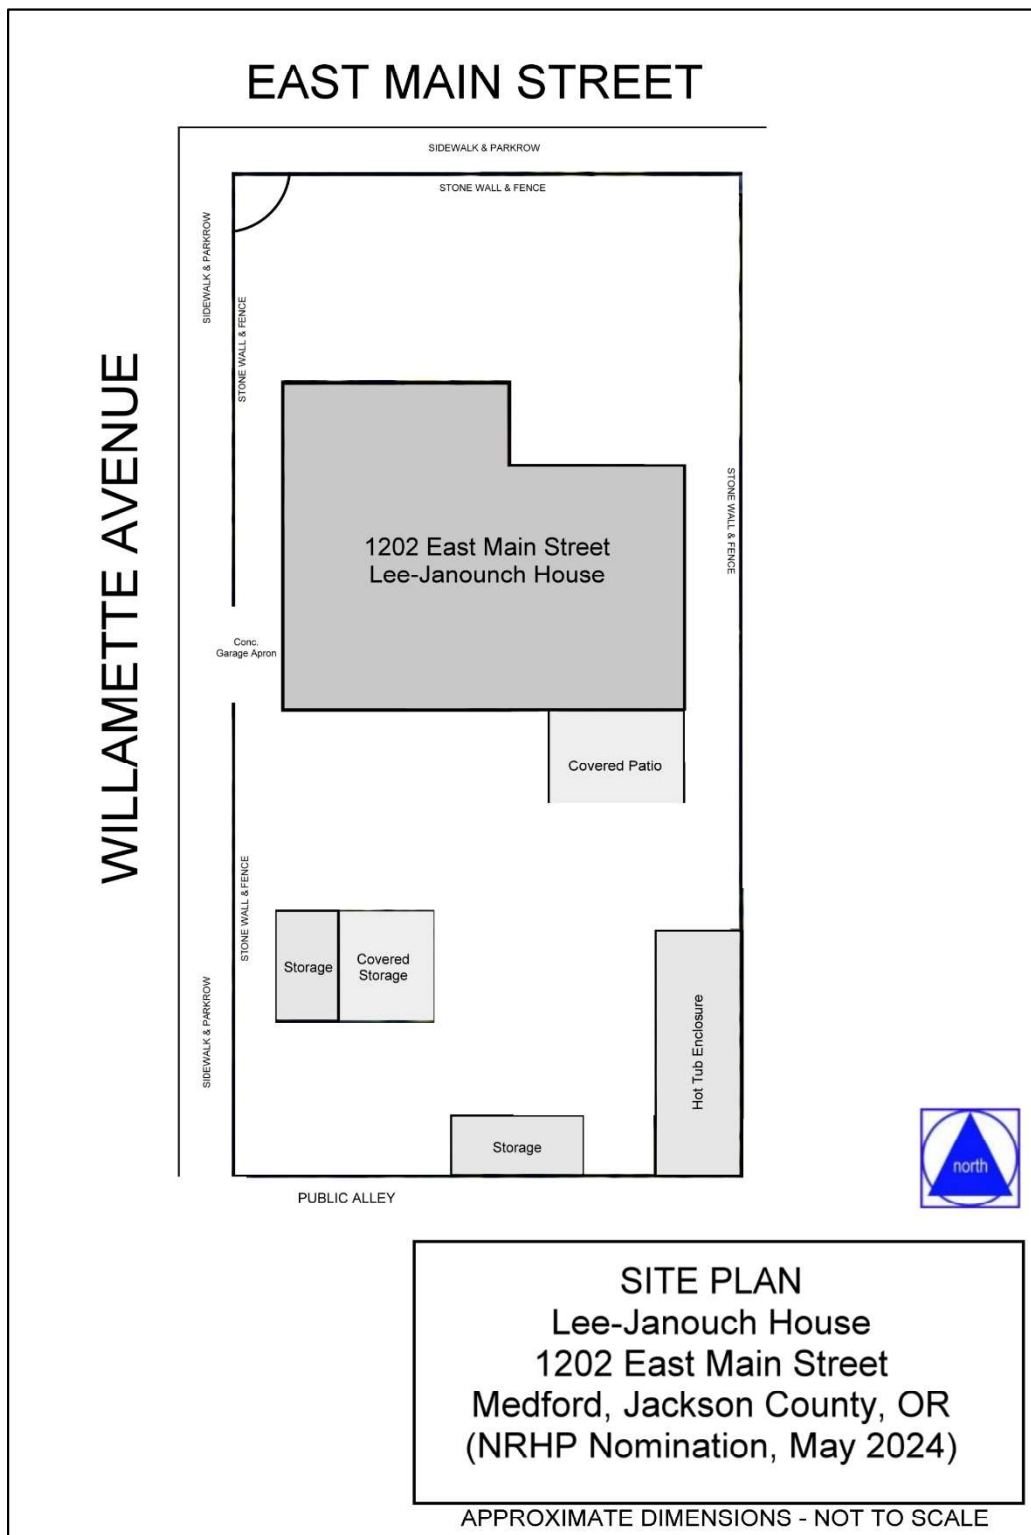 EAST MAIN STREET
SIDEWALK & PARKROW
STONE WALL & FENCE
SIDEWALK & PARKROW
STONE WALL & FENCE
WILLAMETTE AVENUE
STONE WALL & FENCE
1202 East Main Street
Lee-Janounch House
Conc.
Garage Apron
Covered Patio
STONE WALL & FENCE
Storage
Covered
Storage
SIDEWALK & PARKROW
Hot Tub Enclosure
Storage
PUBLIC ALLEY
north
SITE PLAN
Lee-Janouch House
1202 East Main Street
Medford, Jackson County, OR
(NRHP Nomination, May 2024)
APPROXIMATE DIMENSIONS - NOT TO SCALE